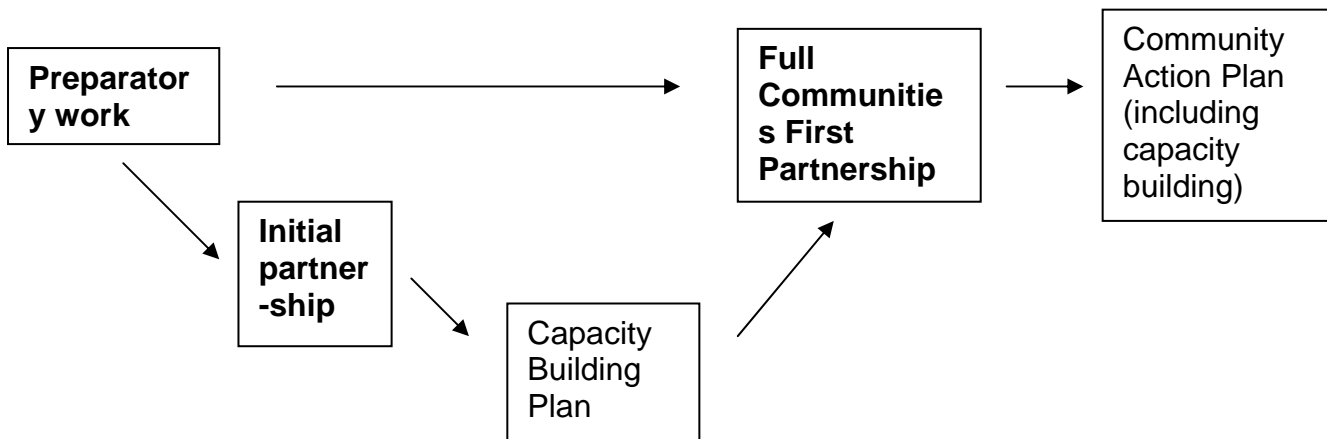 Preparator
y work
Initial
partner
-ship
Capacity
Building
Plan
Full
Communitie
s First
Partnership
Community
Action Plan
(including
capacity
building)